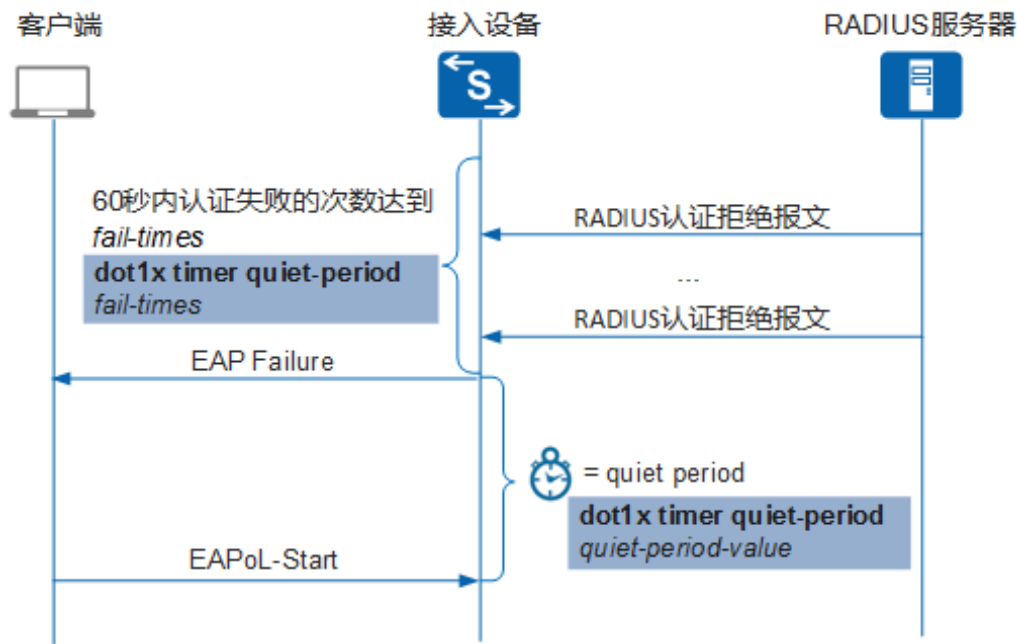 客户端
接入设备
RADIUS服务器
S
60秒内认证失败的次数达到
fail-times
dot1x timer quiet-period
fail-times
RADIUS认证拒绝报文
...
RADIUS认证拒绝报文
EAP Failure
= quiet period
dot1x timer quiet-period
quiet-period-value
EAPoL-Start